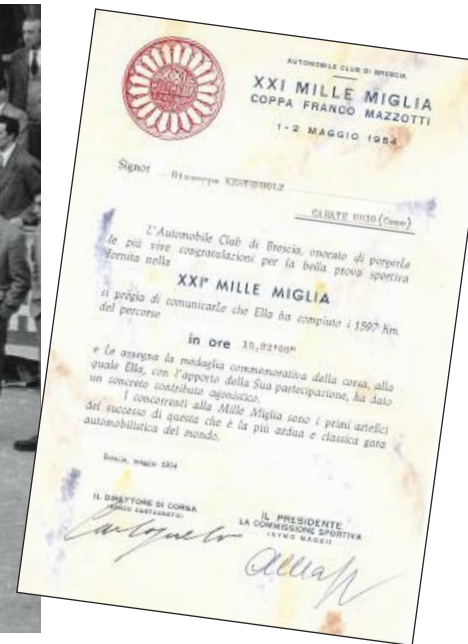 AUTOMOBILE CLUB DI BRESCIA
XXI MILLE MIGLIA
COPPA FRANCO MAZZOTTI
1-2 MAGGIO 1954
XXI
Signor Giuseppe
CARATE URIO (Como)
L'Automobile Club di Brescia, onorato di porgerLe
le più vive congratulazioni per la bella prova sportiva
fornita nella
XXIª MILLE MIGLIA
si pregia di comunicarLe che Ella ha compiuto i 1597 Km.
del percorso
in ore
e Le assegna la medaglia commemorativa della corsa, alla
quale Ella, con l'apporto della Sua partecipazione, ha dato
un concreto contributo agonistico.
I concorrenti alla Mille Miglia sono i primi artefici
del successo di questa che è la più ardua e classica gara
automobilistica del mondo.
Brescia, maggio 1954
IL DIRETTORE DI CORSA
IL PRESIDENTE
LA COMMISSIONE SPORTIVA